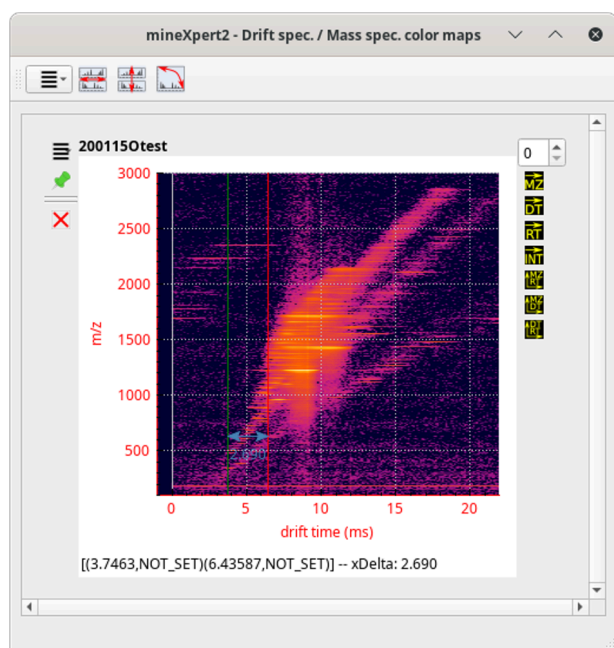 mineXpert2 - Drift spec. / Mass spec. color maps
200115Otest
0
MZ
DT
RT
INT
MZ
RT
MZ
DT
DT
RT
3000
2500
2000
1500
1000
500
m/z
2.690
0
5
10
15
20
drift time (ms)
[(3.7463,NOT_SET)(6.43587,NOT_SET)] -- xDelta: 2.690